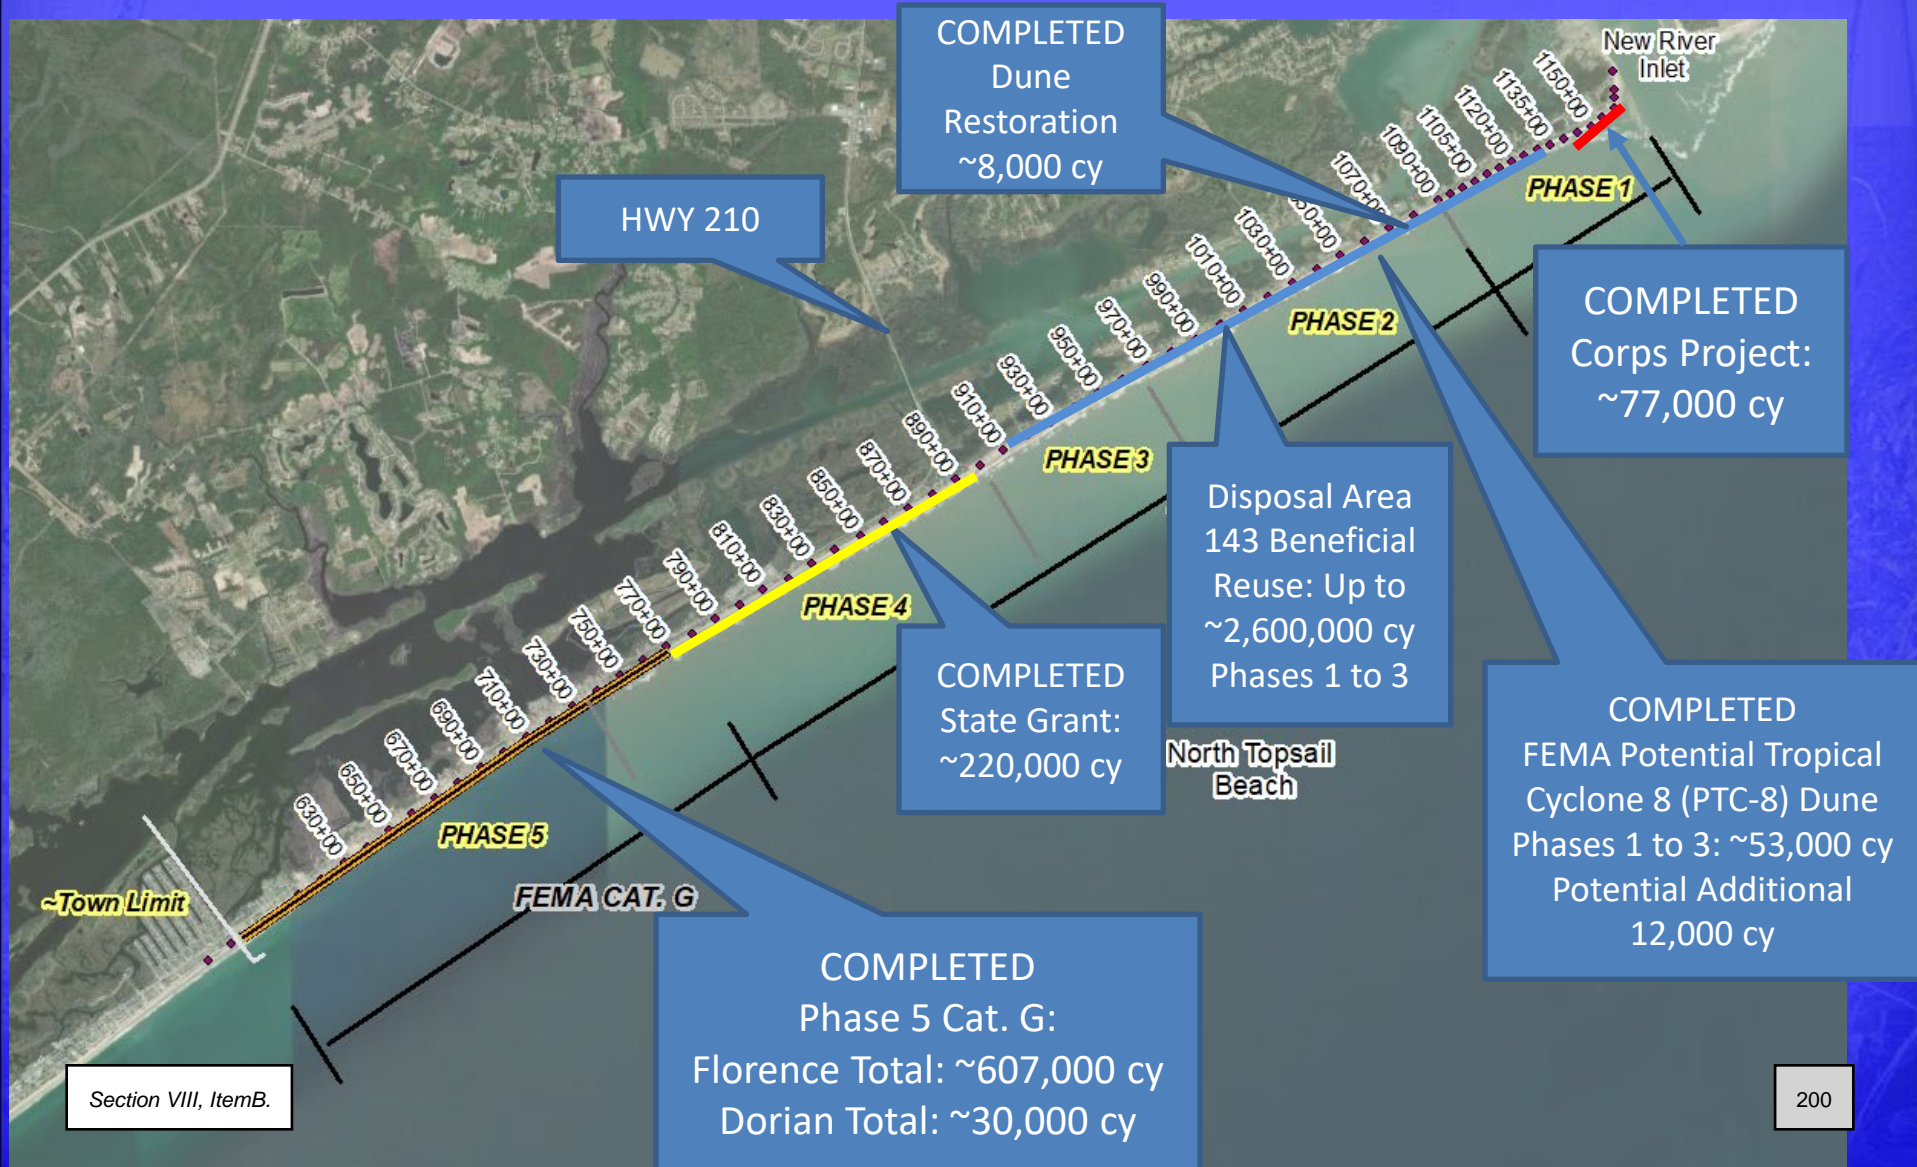 COMPLETED
Dune
Restoration
~8,000 cy
New River
Inlet
HWY 210
1150+00
1135+00
1120+00
1105+00
1090+00
1070+00
50+00
1030+00
1010+00
990+00
970+00
950+00
930+00
910+00
890+00
870+00
850+00
830+00
810+00
790+00
770+00
750+00
730+00
710+00
690+00
670+00
650+00
630+00
PHASE 1
PHASE 2
PHASE 3
PHASE 4
PHASE 5
COMPLETED
Corps Project:
~77,000 cy
Disposal Area
143 Beneficial
Reuse: Up to
~2,600,000 cy
Phases 1 to 3
COMPLETED
State Grant:
~220,000 cy
North Topsail
Beach
COMPLETED
FEMA Potential Tropical
Cyclone 8 (PTC-8) Dune
Phases 1 to 3: ~53,000 cy
Potential Additional
12,000 cy
~Town Limit
FEMA CAT. G
COMPLETED
Phase 5 Cat. G:
Florence Total: ~607,000 cy
Dorian Total: ~30,000 cy
Section VIII, ItemB.
200